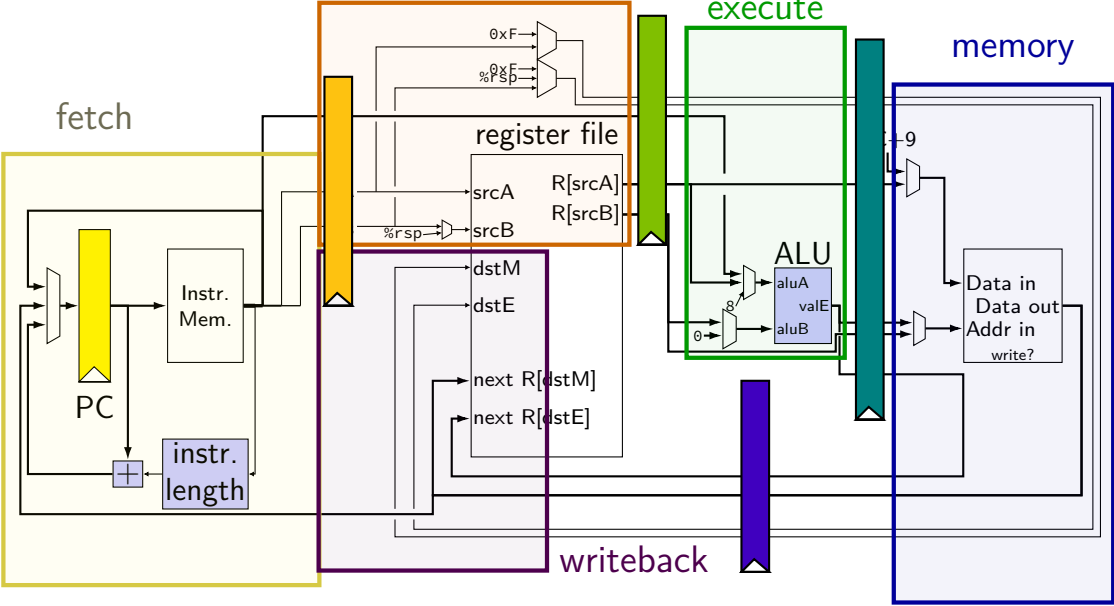 execute
memory
fetch
0xF
0xF
%rsp
register file
srcA
R[srcA]
R[srcB]
%rsp
srcB
dstM
dstE
next R[dstM]
next R[dstE]
Instr.
Mem.
PC
instr.
length
+
ALU
aluA
valE
aluB
8
0
+9
Data in
Data out
Addr in
write?
writeback